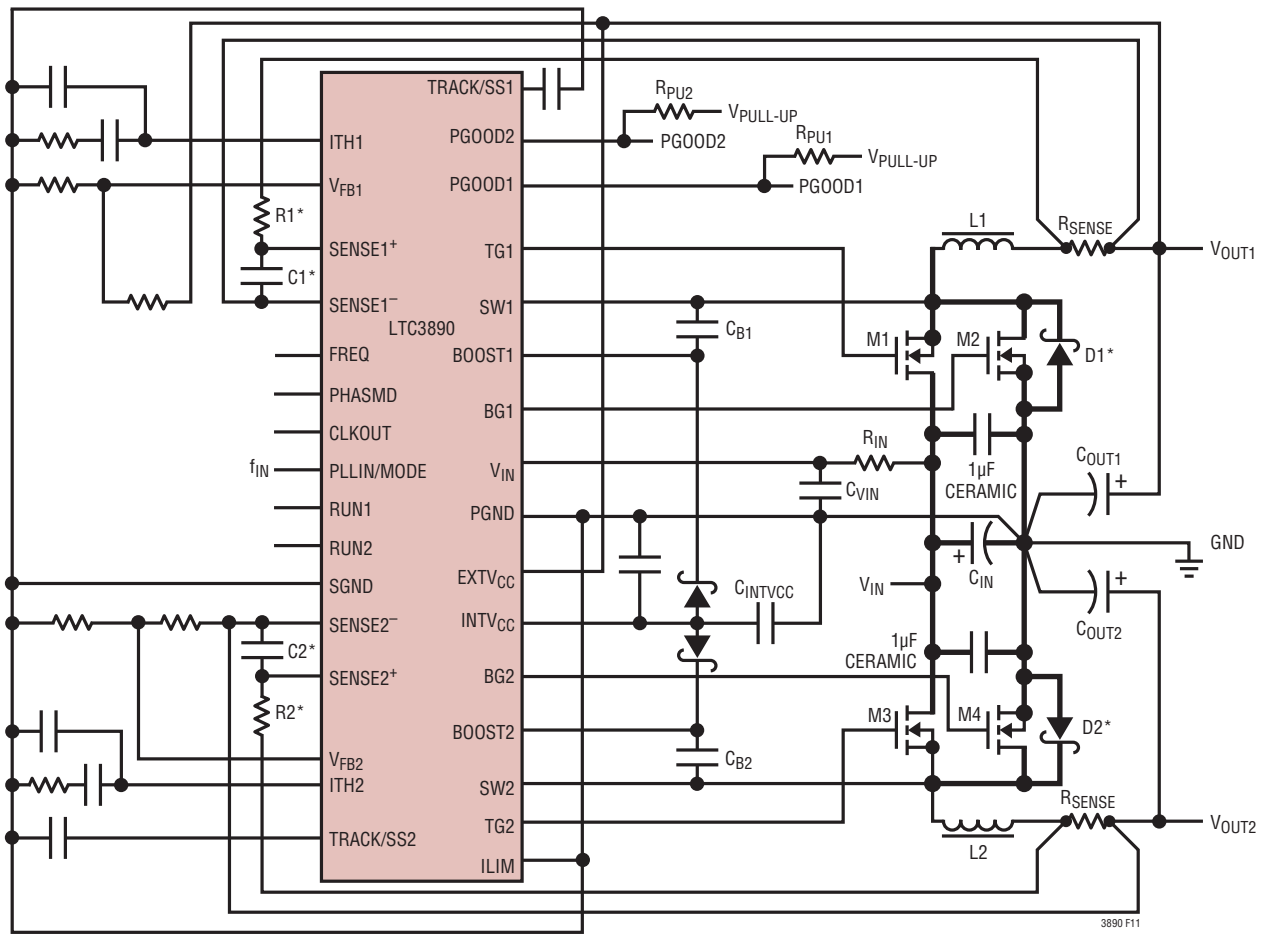 TRACK/SS1
RPU2
VPULL-UP
PGOOD2
PGOOD2
RPU1
VPULL-UP
PGOOD1
PGOOD1
ITH1
VFB1
R1*
SENSE1+
C1*
SENSE1–
LTC3890
FREQ
PHASMD
CLKOUT
fIN
PLLIN/MODE
RUN1
RUN2
SGND
SENSE2–
C2*
SENSE2+
R2*
VFB2
ITH2
TRACK/SS2
TG1
SW1
BOOST1
BG1
VIN
PGND
EXTVCC
INTVCC
BG2
BOOST2
SW2
TG2
ILIM
L1
RSENSE
VOUT1
CB1
M1
M2
D1*
RIN
CVIN
1µF
CERAMIC
COUT1
+
GND
+
CIN
VIN
CINTVCC
+
COUT2
1µF
CERAMIC
M3
M4
D2*
CB2
RSENSE
VOUT2
L2
3890 F11